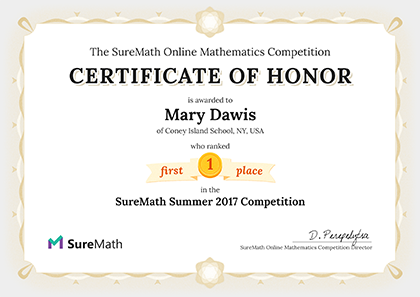 The SureMath Online Mathematics Competition
CERTIFICATE OF HONOR
is awarded to
Mary Dawis
of Coney Island School, NY, USA
who ranked
first 1 place
in the
SureMath Summer 2017 Competition
SureMath
SureMath Online Mathematics Competition Director